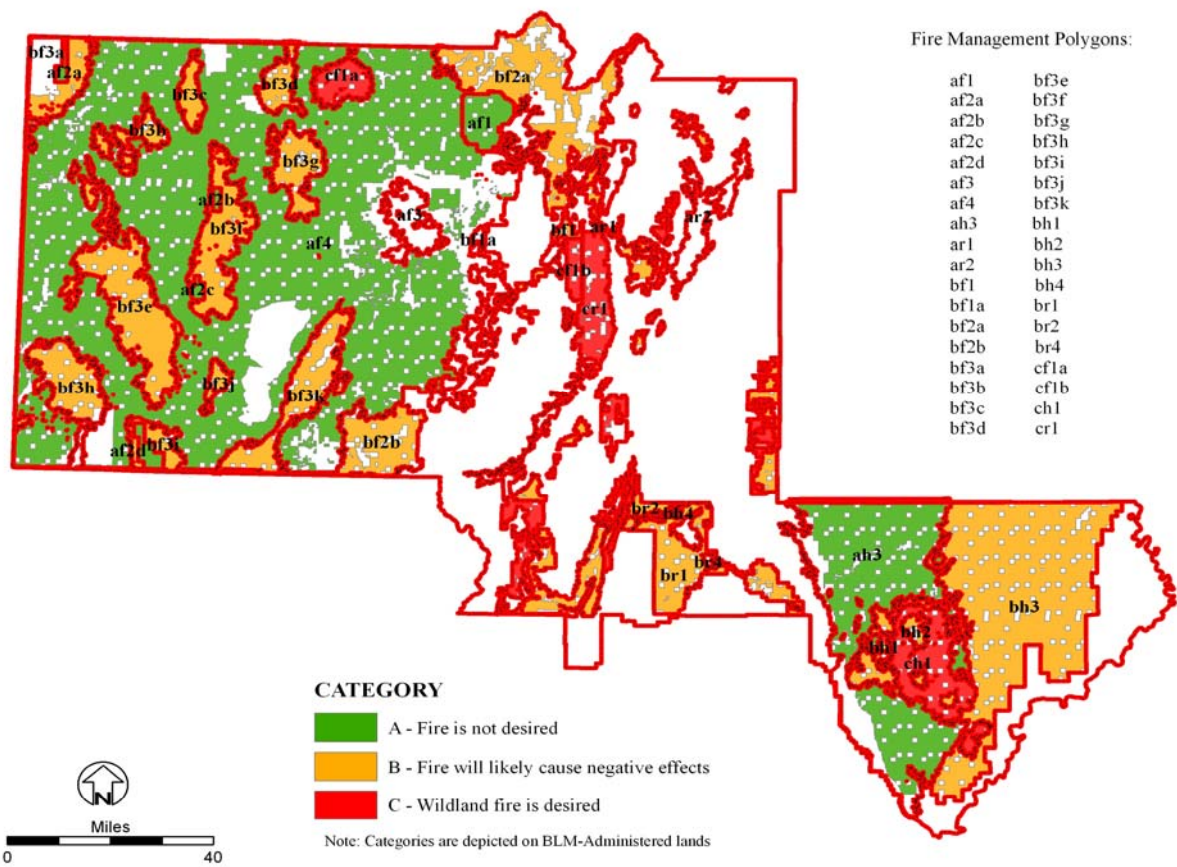 Fire Management Polygons:
af1 bf3e
af2a bf3f
af2b bf3g
af2c bf3h
af2d bf3i
af3 bf3j
af4 bf3k
ah3 bh1
ar1 bh2
ar2 bh3
bf1 bh4
bf1a br1
bf2a br2
bf2b br4
bf3a cf1a
bf3b cf1b
bf3c ch1
bf3d cr1
bf3a
af2a
bf3c
bf3d
cf1a
bf2a
af1
bf3b
bf3g
af2b
bf3f
af4
af3
bf1a
bf1
ar1
ar2
cf1b
cr1
af2c
bf3e
bf3h
bf3j
bf3k
af2d
bf3i
bf2b
br2
bh4
br1
br4
ah3
bh3
bh2
bh1
ch1
CATEGORY
A - Fire is not desired
B - Fire will likely cause negative effects
C - Wildland fire is desired
Note: Categories are depicted on BLM-Administered lands
N
Miles
0 40